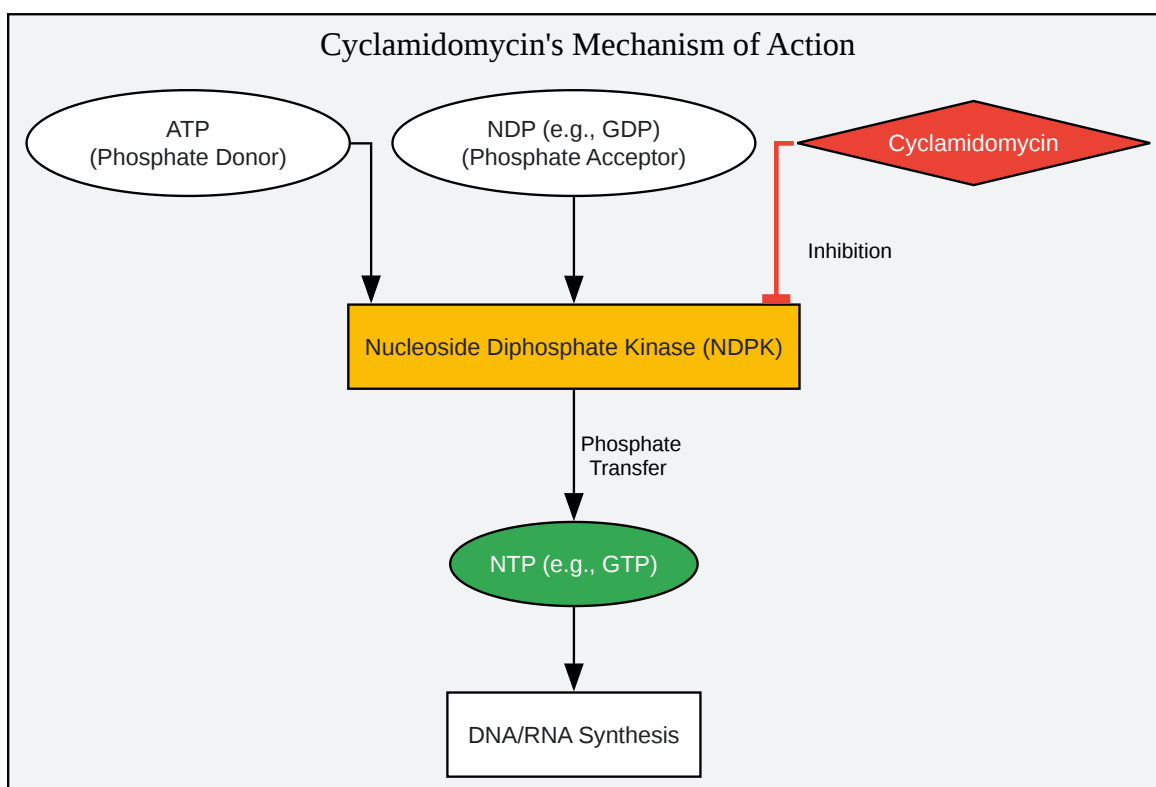 Cyclamidomycin's Mechanism of Action
ATP
(Phosphate Donor)
NDP (e.g., GDP)
(Phosphate Acceptor)
Cyclamidomycin
Inhibition
Nucleoside Diphosphate Kinase (NDPK)
Phosphate
Transfer
NTP (e.g., GTP)
DNA/RNA Synthesis